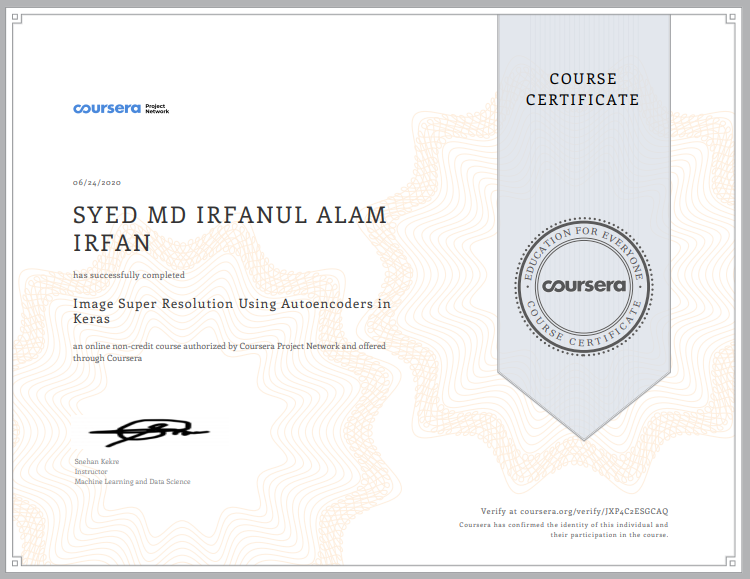 COURSE
CERTIFICATE
coursera Project
Network
06/24/2020
SYED MD IRFANUL ALAM
IRFAN
has successfully completed
Image Super Resolution Using Autoencoders in
Keras
an online non-credit course authorized by Coursera Project Network and offered
through Coursera
EDUCATION FOR EVERYONE
coursera
COURSE CERTIFICATE
Snehan Kekre
Instructor
Machine Learning and Data Science
Verify at coursera.org/verify/JXP4C2ESGCAQ
Coursera has confirmed the identity of this individual and
their participation in the course.